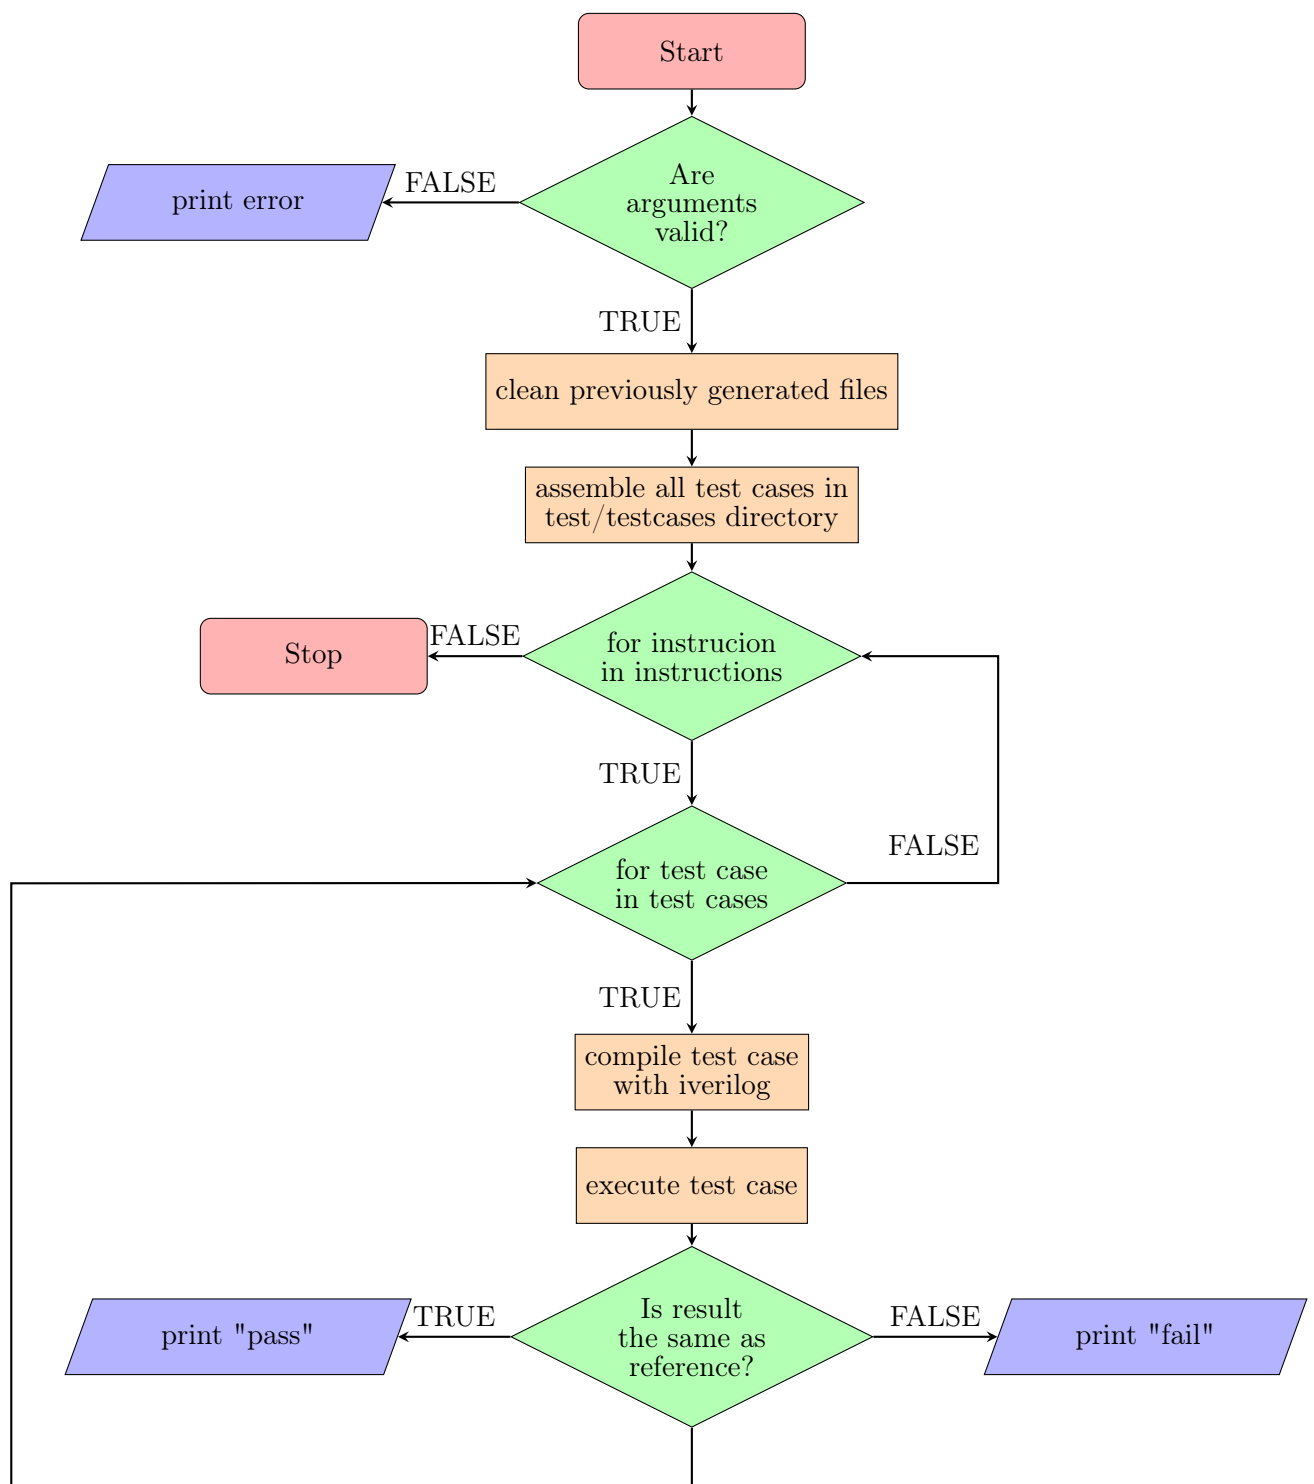 Start
Are
arguments
valid?
FALSE
print error
TRUE
clean previously generated files
assemble all test cases in
test/testcases directory
for instrucion
in instructions
FALSE
Stop
TRUE
for test case
in test cases
FALSE
TRUE
compile test case
with iverilog
execute test case
Is result
the same as
reference?
TRUE
print "pass"
FALSE
print "fail"